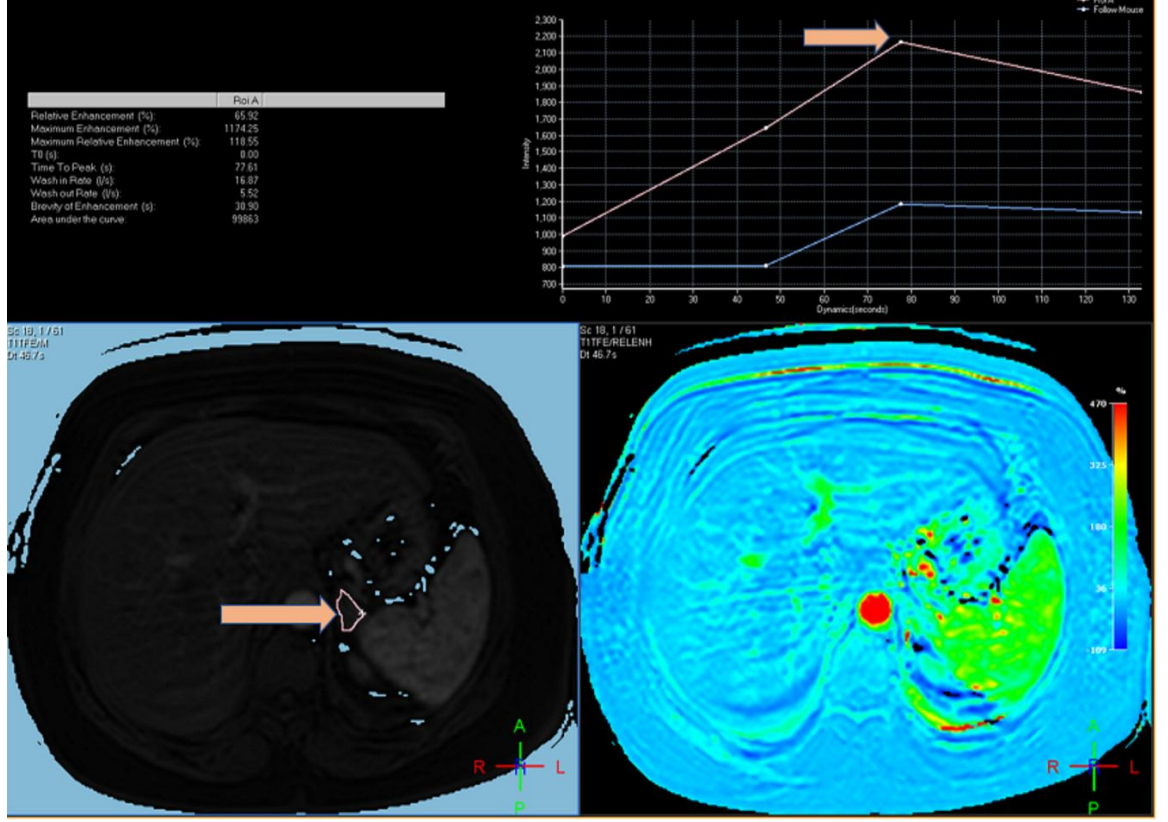 Follow Mouse
2,300
2,200
2,100
2,000
1,900
1,800
1,700
1,600
1,500
1,400
1,300
1,200
1,100
1,000
900
800
700
Intensity
0 10 20 30 40 50 60 70 80 90 100 110 120 130
Dynamics(seconds)
Roi A
Relative Enhancement (%): 65.92
Maximum Enhancement (%): 1174.25
Maximum Relative Enhancement (%): 118.55
T0 (s): 0.00
Time To Peak (s): 77.61
Wash in Rate (l/s): 16.87
Wash out Rate (l/s): 5.52
Brevity of Enhancement (s): 30.90
Area under the curve: 99863
Sc 18, 1 / 61
T1TFE/M
Dt 46.7s
A
R L
P
Sc 18, 1 / 61
T1TFE/RELENH
Dt 46.7s
%
470
325
180
36
-109
A
R L
P